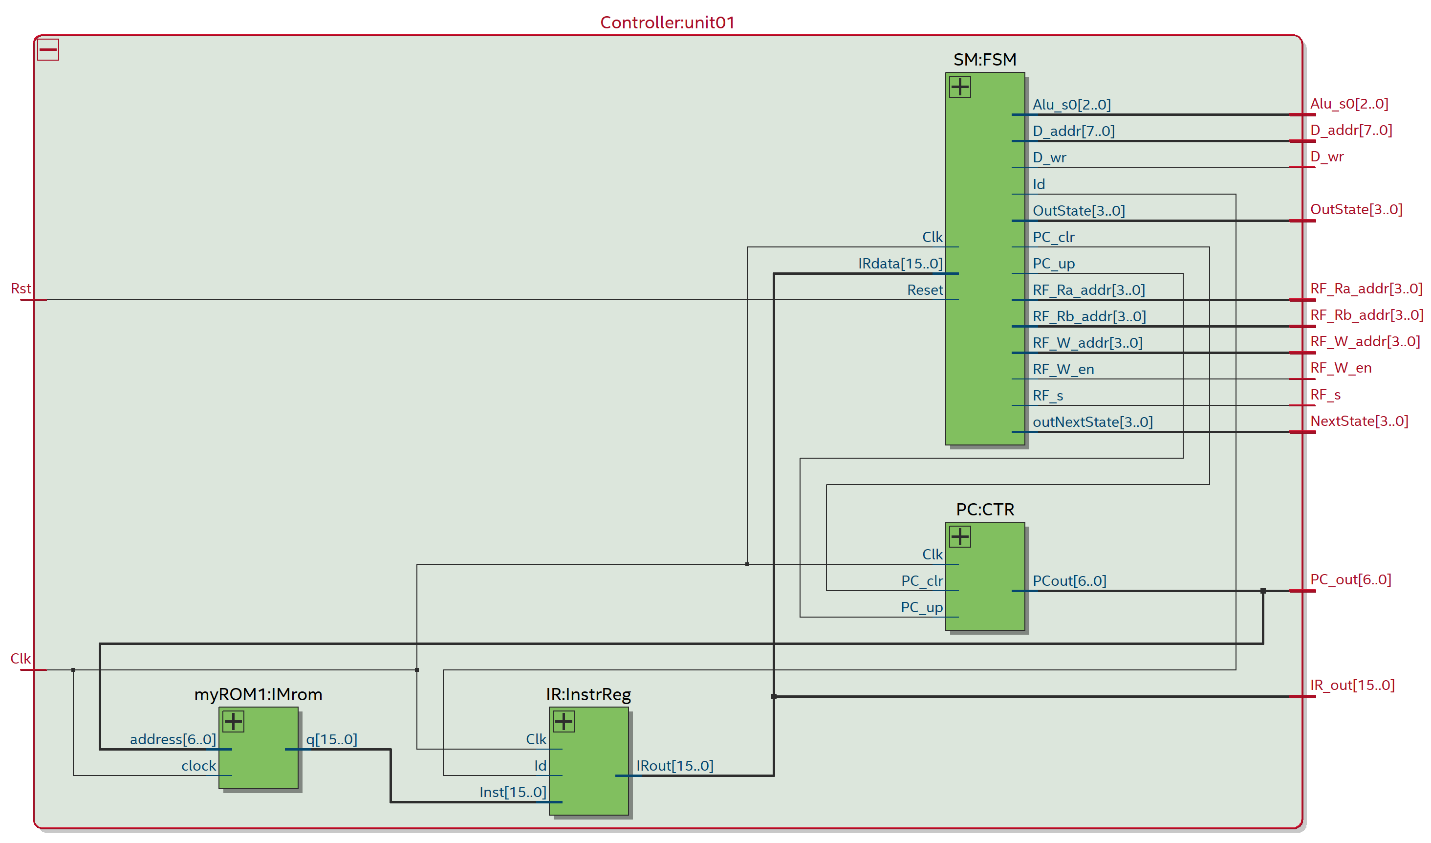 Controller:unit01
SM:FSM
Alu_s0[2..0]
Alu_s0[2..0]
D_addr[7..0]
D_addr[7..0]
D_wr
D_wr
Id
OutState[3..0]
OutState[3..0]
Clk
PC_clr
IRdata[15..0]
PC_up
Rst
Reset
RF_Ra_addr[3..0]
RF_Ra_addr[3..0]
RF_Rb_addr[3..0]
RF_Rb_addr[3..0]
RF_W_addr[3..0]
RF_W_addr[3..0]
RF_W_en
RF_W_en
RF_s
RF_s
outNextState[3..0]
NextState[3..0]
PC:CTR
Clk
PC_clr
PCout[6..0]
PC_out[6..0]
PC_up
Clk
IR_out[15..0]
myROM1:IMrom
IR:InstrReg
address[6..0]
q[15..0]
Clk
clock
Id
IRout[15..0]
Inst[15..0]